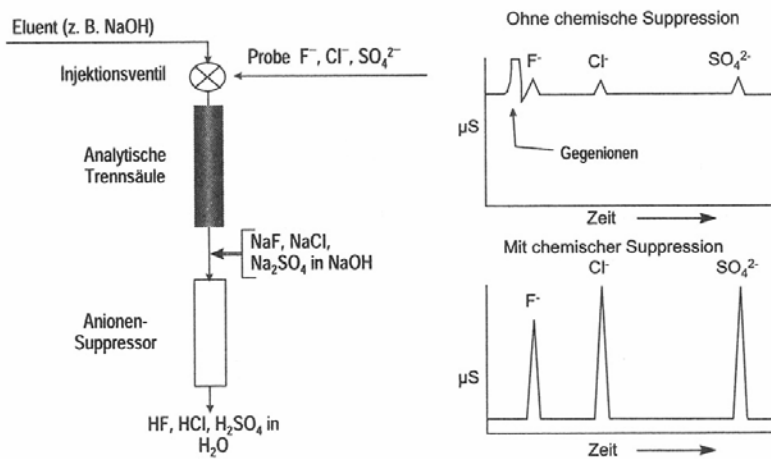 Eluent (z. B. NaOH)
Injektionsventil
Probe F⁻, Cl⁻, SO₄²⁻
Analytische
Trennsäule
NaF, NaCl,
Na₂SO₄ in NaOH
Anionen-
Suppressor
HF, HCl, H₂SO₄ in
H₂O
Ohne chemische Suppression
F⁻
Cl⁻
SO₄²⁻
µS
Gegenionen
Zeit
Mit chemischer Suppression
F⁻
Cl⁻
SO₄²⁻
µS
Zeit